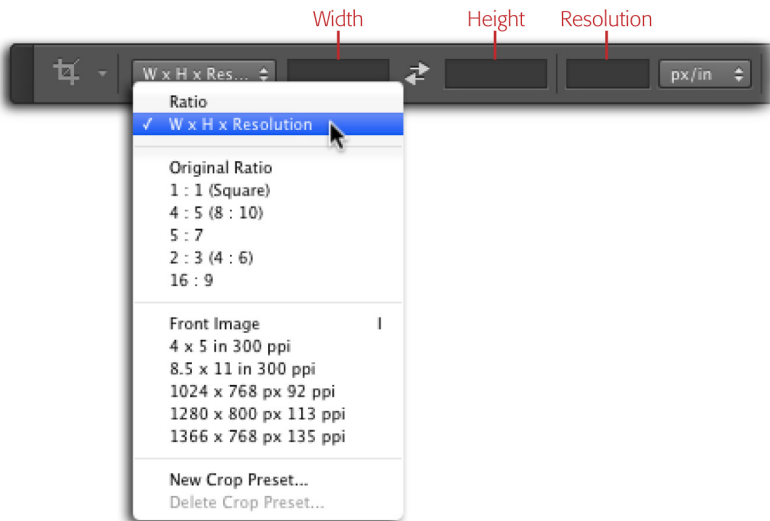 Width Height Resolution
W x H x Res... px/in
Ratio
✓ W x H x Resolution
Original Ratio
1 : 1 (Square)
4 : 5 (8 : 10)
5 : 7
2 : 3 (4 : 6)
16 : 9
Front Image I
4 x 5 in 300 ppi
8.5 x 11 in 300 ppi
1024 x 768 px 92 ppi
1280 x 800 px 113 ppi
1366 x 768 px 135 ppi
New Crop Preset...
Delete Crop Preset...